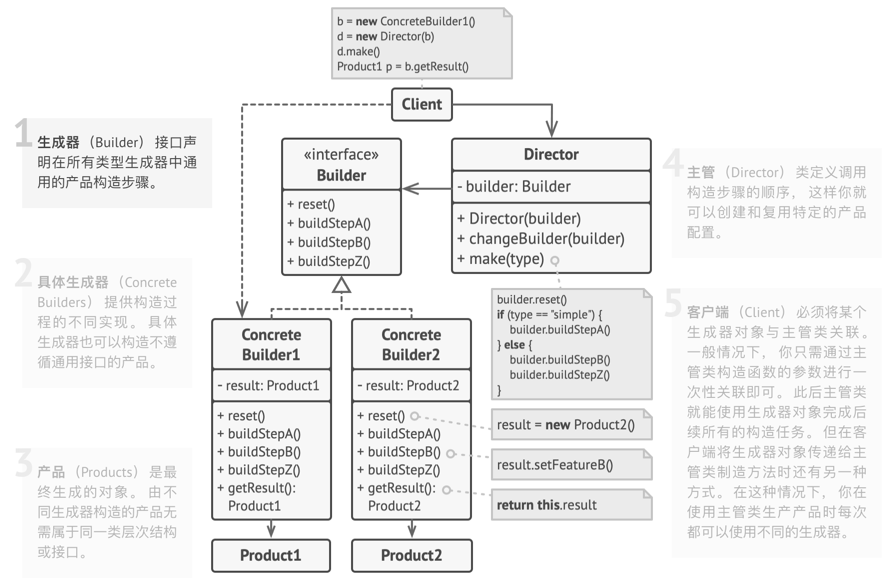 b = new ConcreteBuilder1()
d = new Director(b)
d.make()
Product1 p = b.getResult()
Client
1
生成器 （Builder） 接口声
明在所有类型生成器中通
用的产品构造步骤。
«interface»
Builder
+ reset()
+ buildStepA()
+ buildStepB()
+ buildStepZ()
Director
- builder: Builder
+ Director(builder)
+ changeBuilder(builder)
+ make(type)
4
主管 （Director） 类定义调用
构造步骤的顺序， 这样你就
可以创建和复用特定的产品
配置。
2
具体生成器 （Concrete
Builders） 提供构造过
程的不同实现。 具体
生成器也可以构造不遵
循通用接口的产品。
builder.reset()
if (type == "simple") {
builder.buildStepA()
} else {
builder.buildStepB()
builder.buildStepZ()
}
5
客户端 （Client） 必须将某个
生成器对象与主管类关联。
一般情况下， 你只需通过主
管类构造函数的参数进行一
次性关联即可。 此后主管类
就能使用生成器对象完成后
续所有的构造任务。 但在客
户端将生成器对象传递给主
管类制造方法时还有另一种
方式。 在这种情况下， 你在
使用主管类生产产品时每次
都可以使用不同的生成器。
Concrete
Builder1
- result: Product1
+ reset()
+ buildStepA()
+ buildStepB()
+ buildStepZ()
+ getResult():
Product1
Concrete
Builder2
- result: Product2
+ reset()
+ buildStepA()
+ buildStepB()
+ buildStepZ()
+ getResult():
Product2
result = new Product2()
result.setFeatureB()
return this.result
3
产品 （Products） 是最
终生成的对象。 由不
同生成器构造的产品无
需属于同一类层次结构
或接口。
Product1
Product2